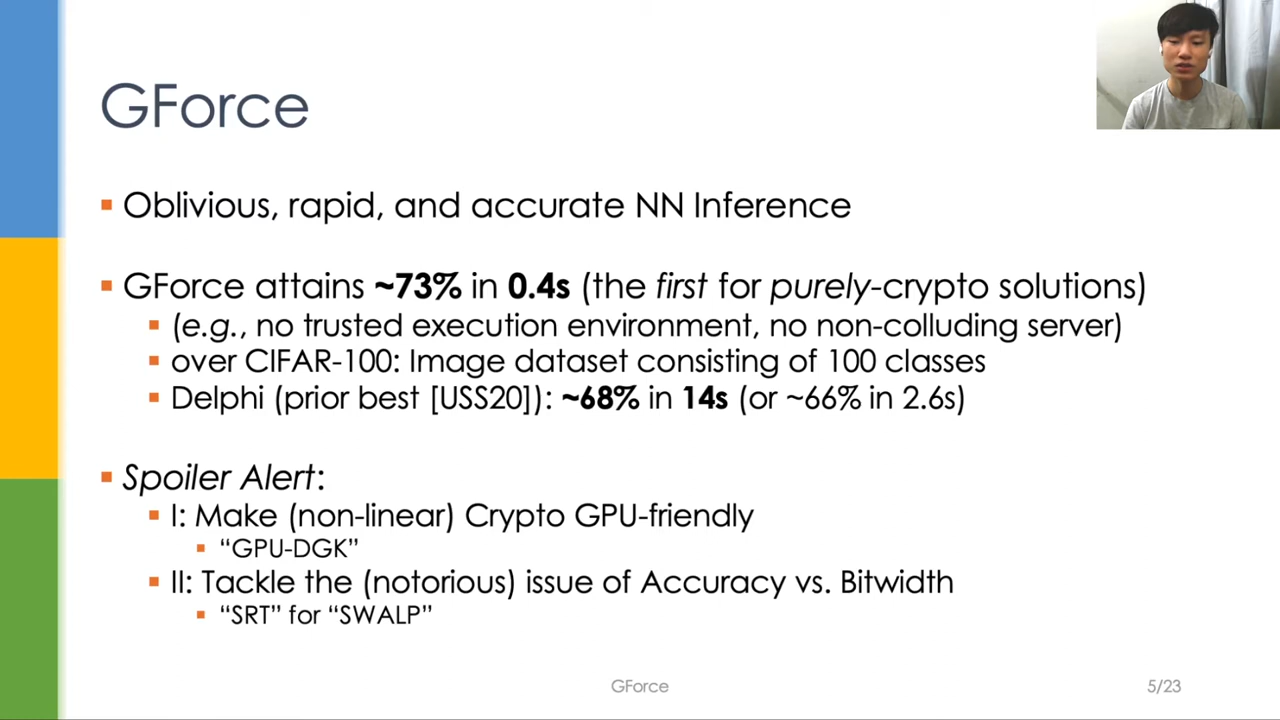 GForce
Oblivious, rapid, and accurate NN Inference
GForce attains ~73% in 0.4s (the first for purely-crypto solutions)
(e.g., no trusted execution environment, no non-colluding server)
over CIFAR-100: Image dataset consisting of 100 classes
Delphi (prior best [USS20]): ~68% in 14s (or ~66% in 2.6s)
Spoiler Alert:
I: Make (non-linear) Crypto GPU-friendly
“GPU-DGK”
II: Tackle the (notorious) issue of Accuracy vs. Bitwidth
“SRT” for “SWALP”
GForce
5/23